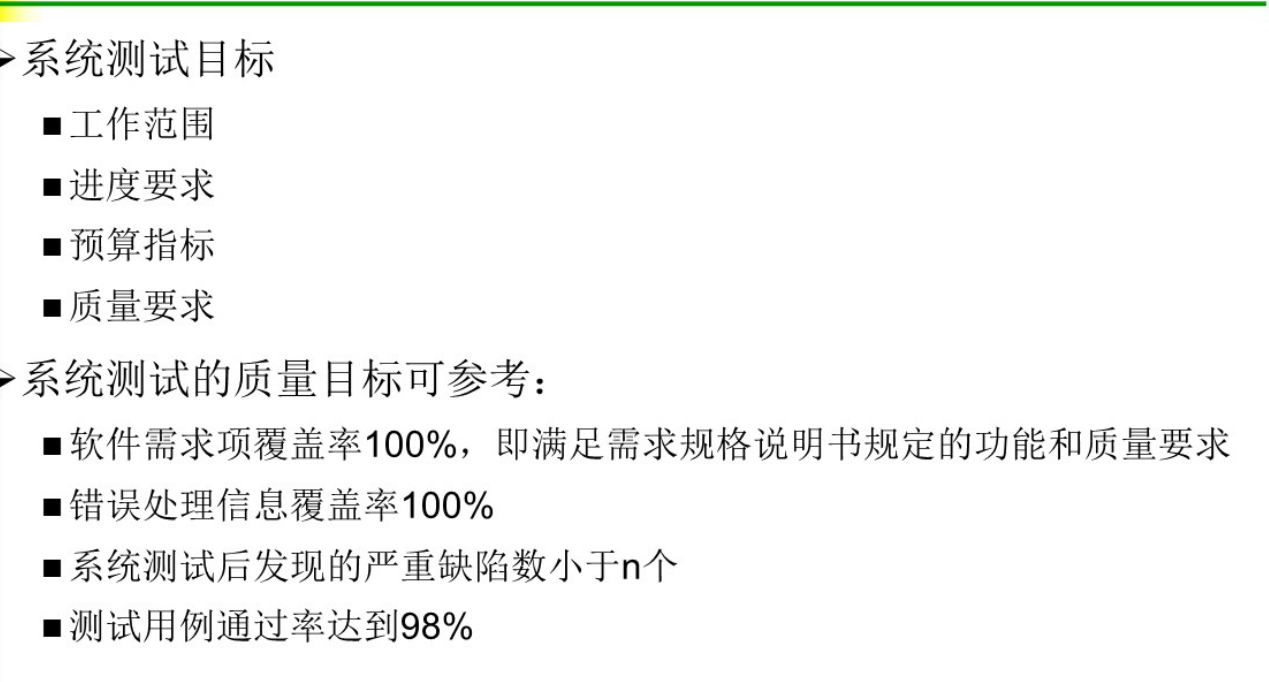 系统测试目标
工作范围
进度要求
预算指标
质量要求
系统测试的质量目标可参考：
软件需求项覆盖率100%，即满足需求规格说明书规定的功能和质量要求
错误处理信息覆盖率100%
系统测试后发现的严重缺陷数小于n个
测试用例通过率达到98%